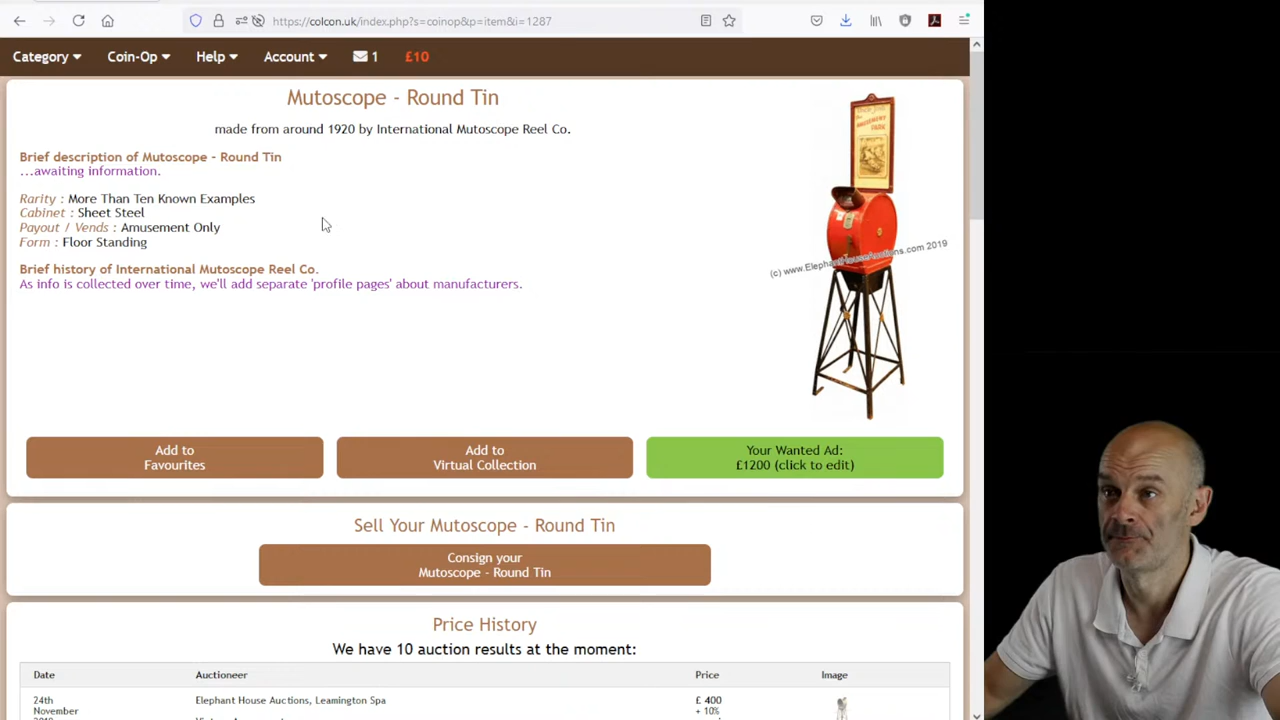 https://colcon.uk/index.php?s=coinop&p=item&i=1287
Category Coin-Op Help Account 1 £10
Mutoscope - Round Tin
made from around 1920 by International Mutoscope Reel Co.
Brief description of Mutoscope - Round Tin
...awaiting information.
Rarity : More Than Ten Known Examples
Cabinet : Sheet Steel
Payout / Vends : Amusement Only
Form : Floor Standing
Brief history of International Mutoscope Reel Co.
As info is collected over time, we'll add separate 'profile pages' about manufacturers.
AMUSEMENT
PARK
(c) www.ElephantHouseAuctions.com 2019
Add to
Favourites
Add to
Virtual Collection
Your Wanted Ad:
£1200 (click to edit)
Sell Your Mutoscope - Round Tin
Consign your
Mutoscope - Round Tin
Price History
We have 10 auction results at the moment:
Date Auctioneer Price Image
24th Elephant House Auctions, Leamington Spa £ 400
November + 10%